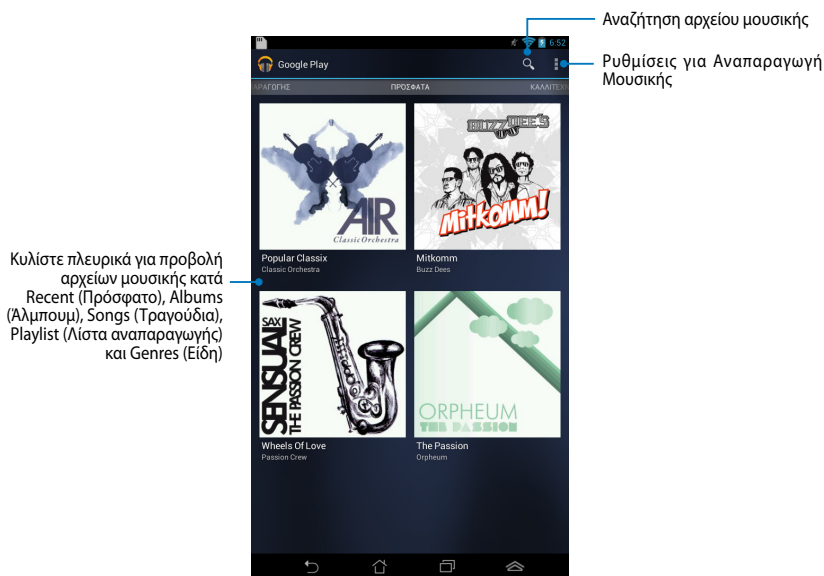 Αναζήτηση αρχείου μουσικής
Ρυθμίσεις για Αναπαραγωγή
Μουσικής
6:52
Google Play
ΑΡΑΓΩΓΗΣ
ΠΡΟΣΦΑΤΑ
ΚΑΛΛΙΤΕΧΝ
AIR
Classic Orchestra
BUZZ DEE'S
Mitkomm!
Popular Classix
Classic Orchestra
Mitkomm
Buzz Dees
Κυλίστε πλευρικά για προβολή
αρχείων μουσικής κατά
Recent (Πρόσφατο), Albums
(Άλμπουμ), Songs (Τραγούδια),
Playlist (Λίστα αναπαραγωγής)
και Genres (Είδη)
SENSUAL SAX
THE PASSION CREW
ORPHEUM
THE PASSION
Wheels Of Love
Passion Crew
The Passion
Orpheum